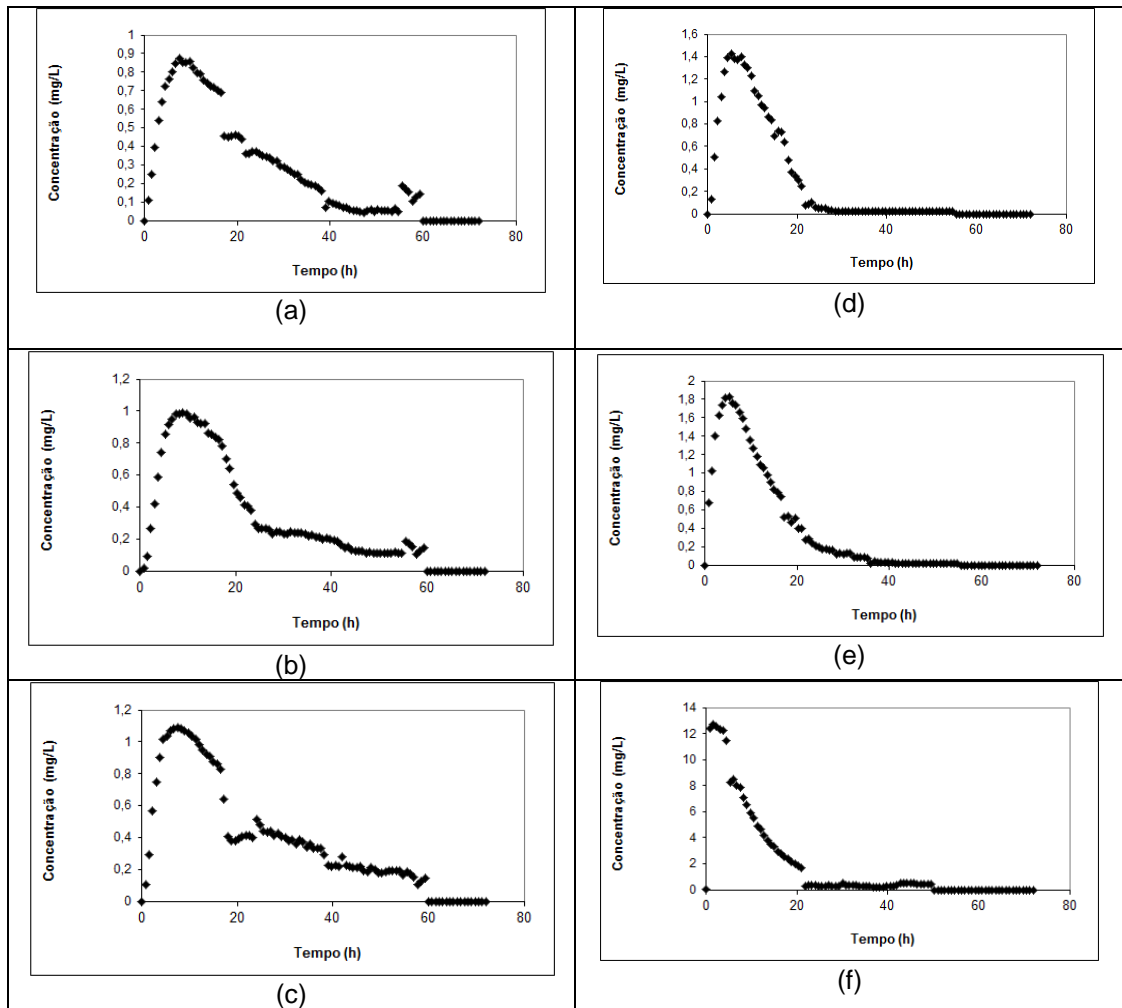 Concentração (mg/L)
1
0,9
0,8
0,7
0,6
0,5
0,4
0,3
0,2
0,1
0
0 20 40 60 80
Tempo (h)
(a)
Concentração (mg/L)
1,6
1,4
1,2
1
0,8
0,6
0,4
0,2
0
0 20 40 60 80
Tempo (h)
(d)
Concentração (mg/L)
1,2
1
0,8
0,6
0,4
0,2
0
0 20 40 60 80
Tempo (h)
(b)
Concentração (mg/L)
2
1,8
1,6
1,4
1,2
1
0,8
0,6
0,4
0,2
0
0 20 40 60 80
Tempo (h)
(e)
Concentração (mg/L)
1,2
1
0,8
0,6
0,4
0,2
0
0 20 40 60 80
Tempo (h)
(c)
Concentração (mg/L)
14
12
10
8
6
4
2
0
0 20 40 60 80
Tempo (h)
(f)